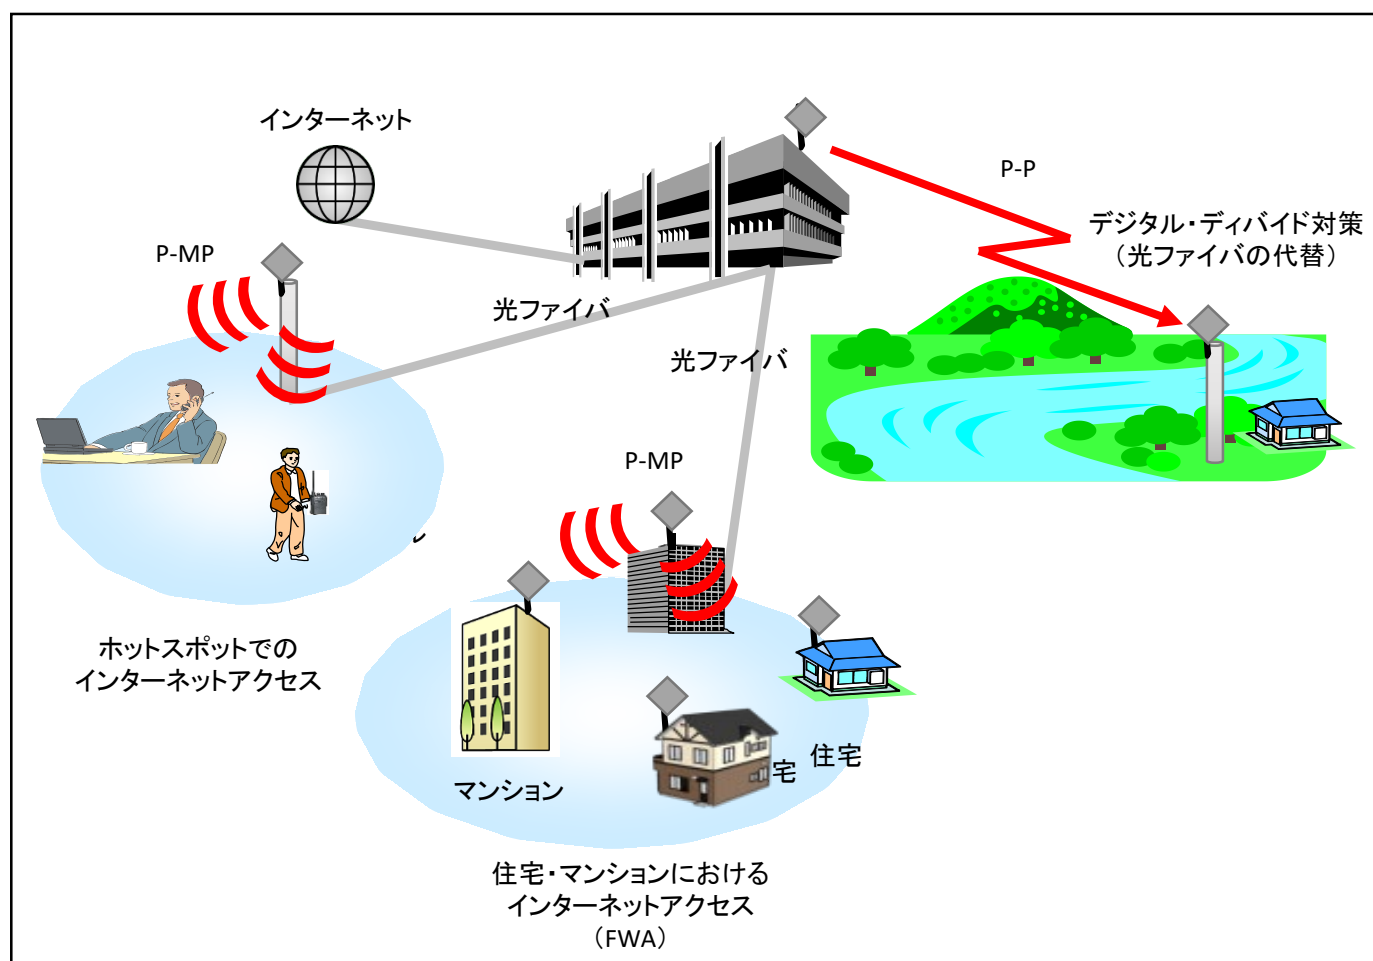 インターネット
P-P
デジタル・ディバイド対策
（光ファイバの代替）
P-MP
光ファイバ
光ファイバ
P-MP
ホットスポットでの
インターネットアクセス
マンション
宅
住宅
住宅・マンションにおける
インターネットアクセス
（FWA）